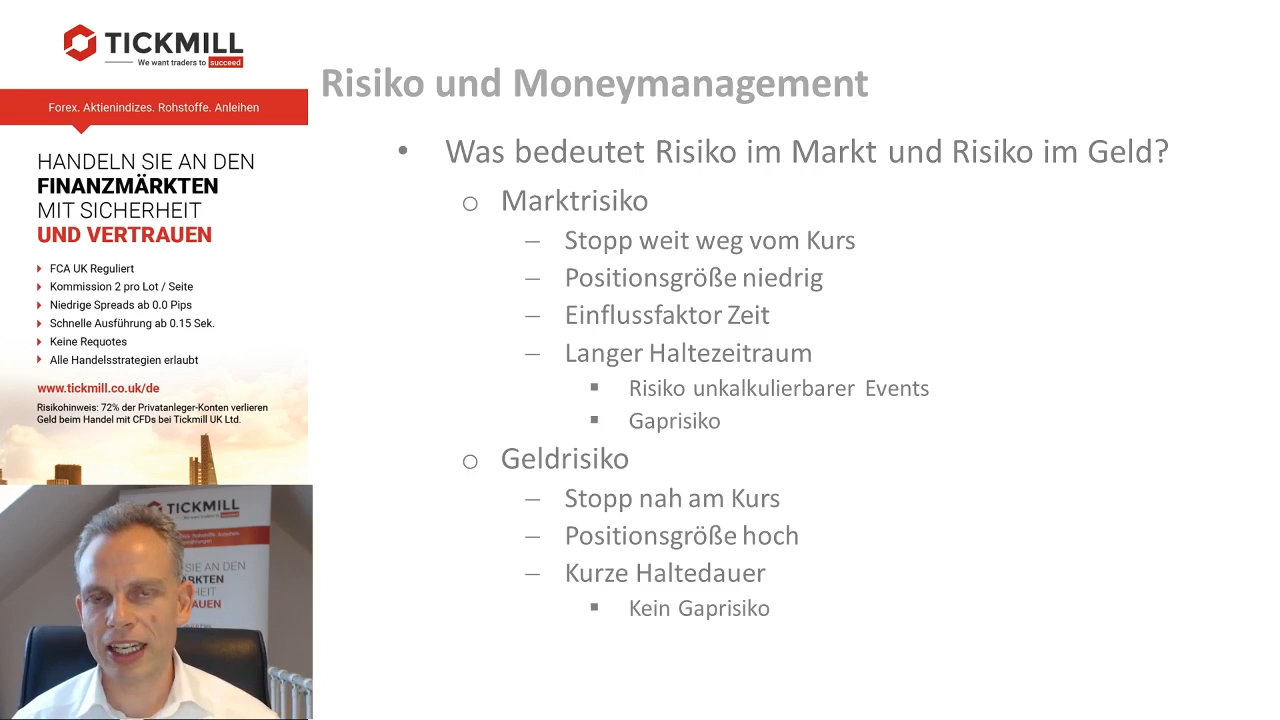 TICKMILL
We want traders to succeed
Forex. Aktienindizes. Rohstoffe. Anleihen
HANDELN SIE AN DEN
FINANZMÄRKTEN
MIT SICHERHEIT
UND VERTRAUEN
FCA UK Reguliert
Kommission 2 pro Lot / Seite
Niedrige Spreads ab 0.0 Pips
Schnelle Ausführung ab 0.15 Sek.
Keine Requotes
Alle Handelsstrategien erlaubt
www.tickmill.co.uk/de
Risikohinweis: 72% der Privatanleger-Konten verlieren
Geld beim Handel mit CFDs bei Tickmill UK Ltd.
Risiko und Moneymanagement
• Was bedeutet Risiko im Markt und Risiko im Geld?
o Marktrisiko
– Stopp weit weg vom Kurs
– Positionsgröße niedrig
– Einflussfaktor Zeit
– Langer Haltezeitraum
▪ Risiko unkalkulierbarer Events
▪ Gaprisiko
o Geldrisiko
– Stopp nah am Kurs
– Positionsgröße hoch
– Kurze Haltedauer
▪ Kein Gaprisiko
TICKMILL
SIE AN DEN